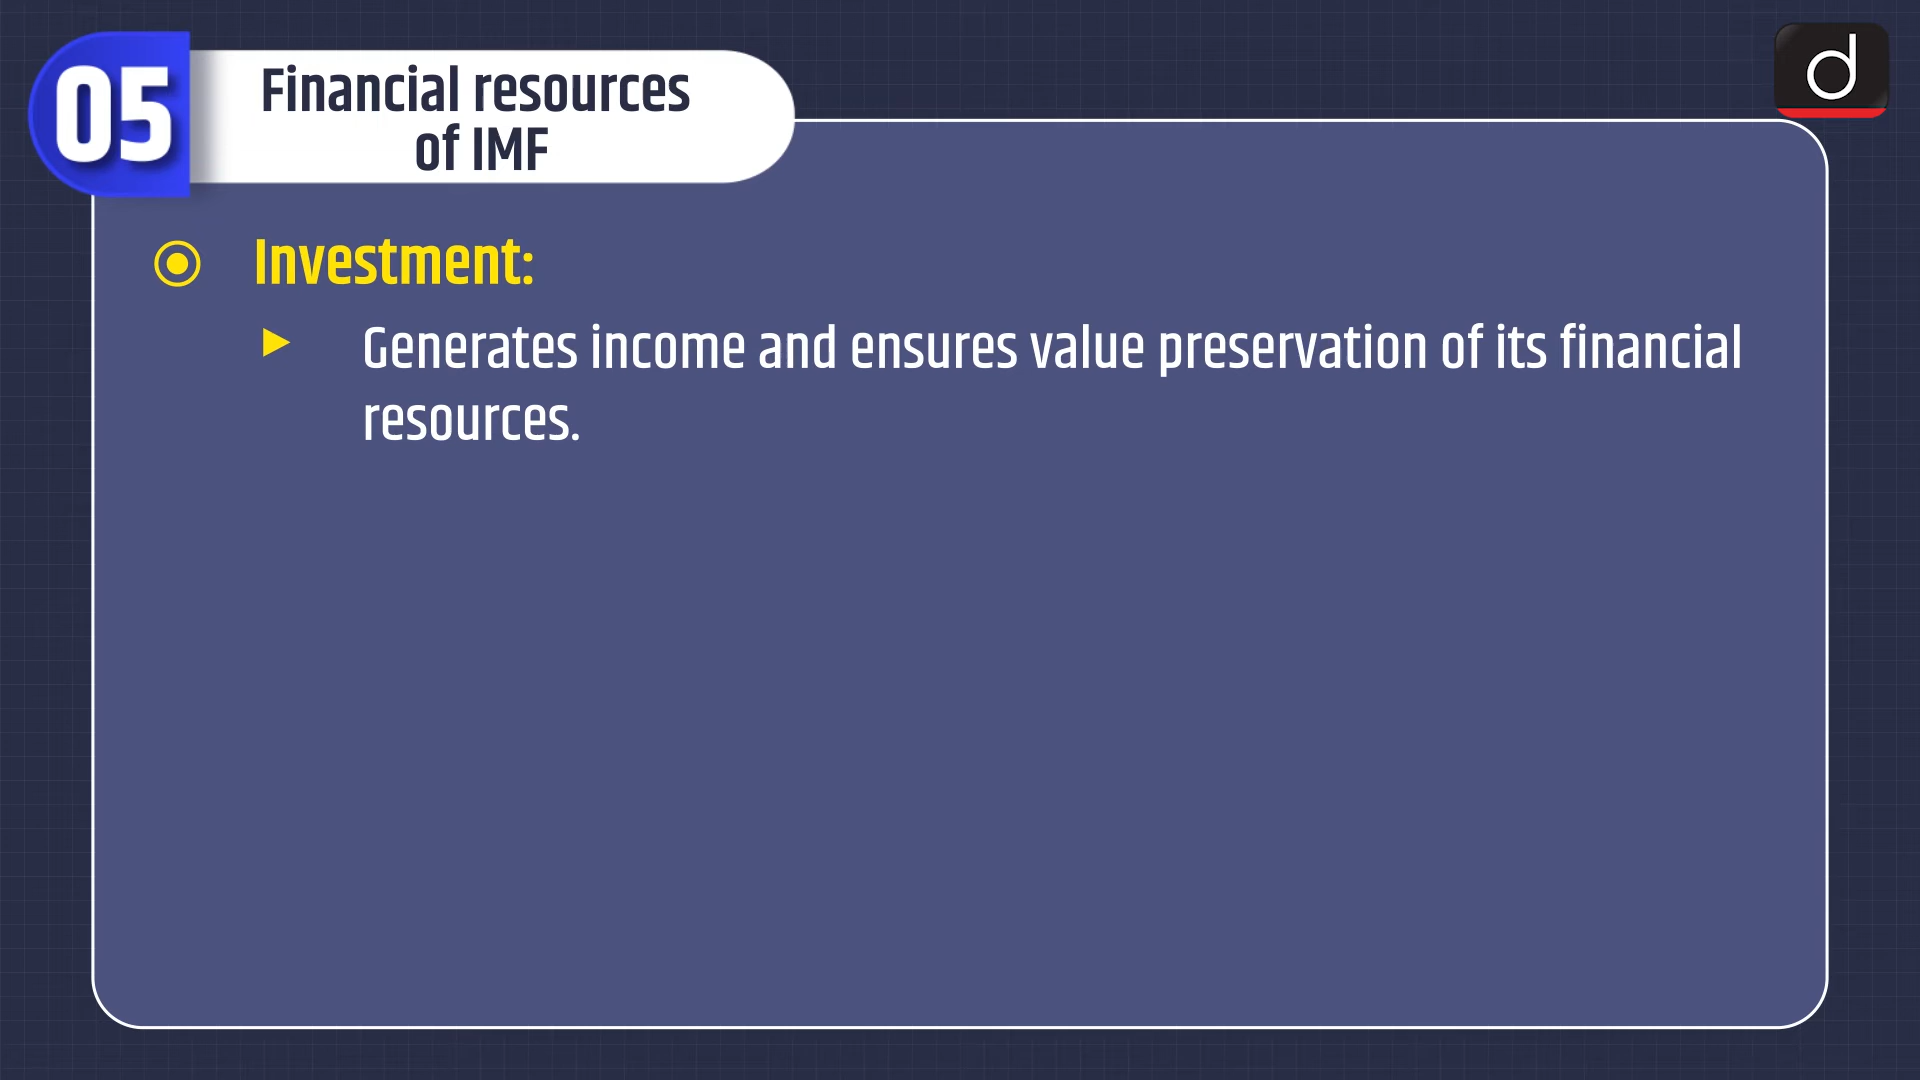 05
Financial resources
of IMF
d
Investment:
Generates income and ensures value preservation of its financial
resources.